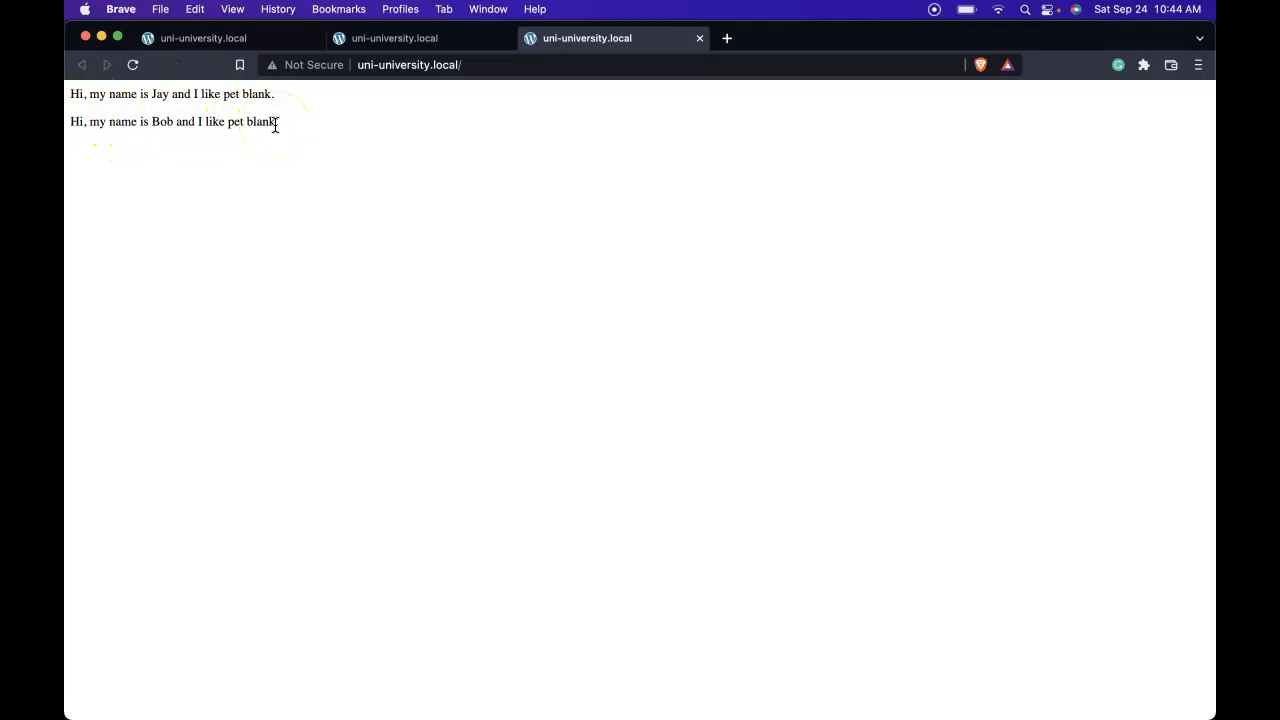 Brave File Edit View History Bookmarks Profiles Tab Window Help Sat Sep 24 10:44 AM
uni-university.local uni-university.local uni-university.local
Not Secure uni-university.local/
Hi, my name is Jay and I like pet blank.
Hi, my name is Bob and I like pet blank.